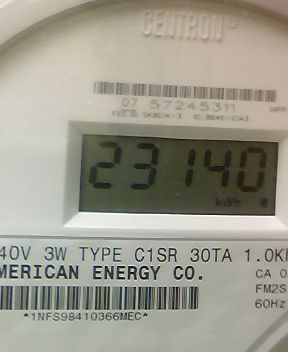 CENTRON
07 57245311
23140
kWh
40V 3W TYPE C1SR 30TA 1.0K
MERICAN ENERGY CO.
CA 0
FM2S
60Hz
*1NFS98410366MEC*